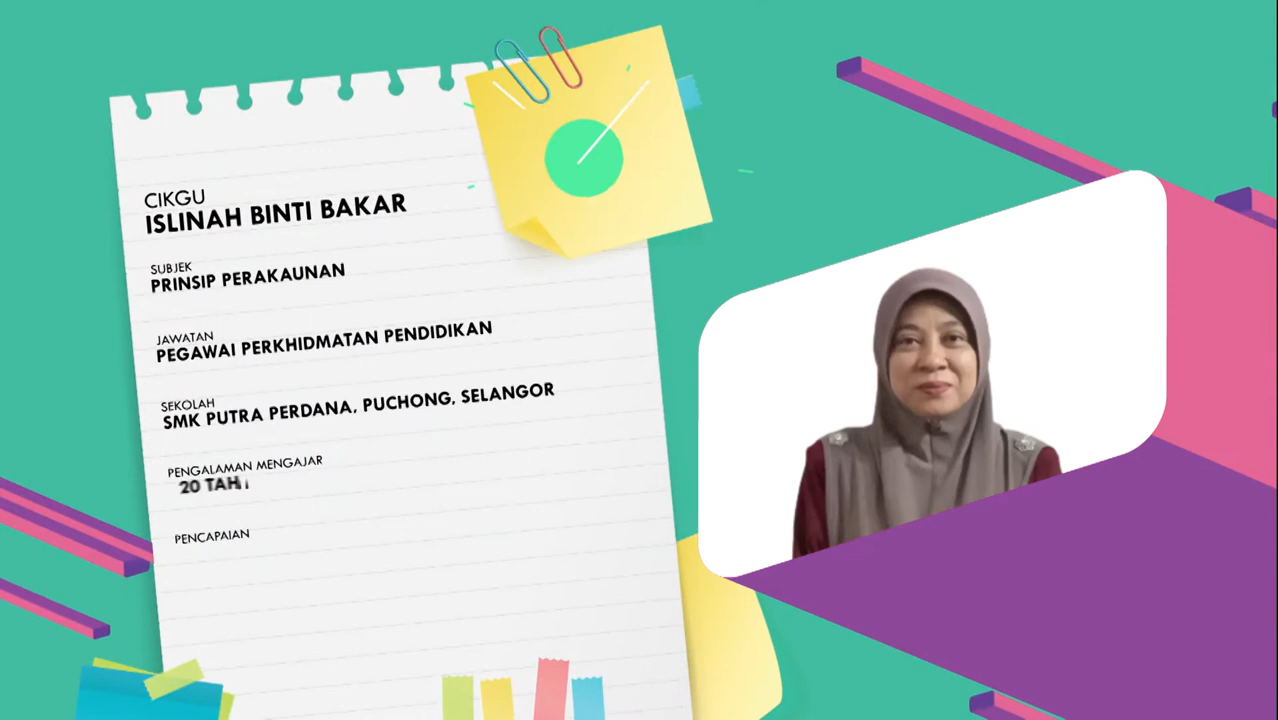 CIKGU
ISLINAH BINTI BAKAR
SUBJEK
PRINSIP PERAKAUNAN
JAWATAN
PEGAWAI PERKHIDMATAN PENDIDIKAN
SEKOLAH
SMK PUTRA PERDANA, PUCHONG, SELANGOR
PENGALAMAN MENGAJAR
20
PENCAPAIAN